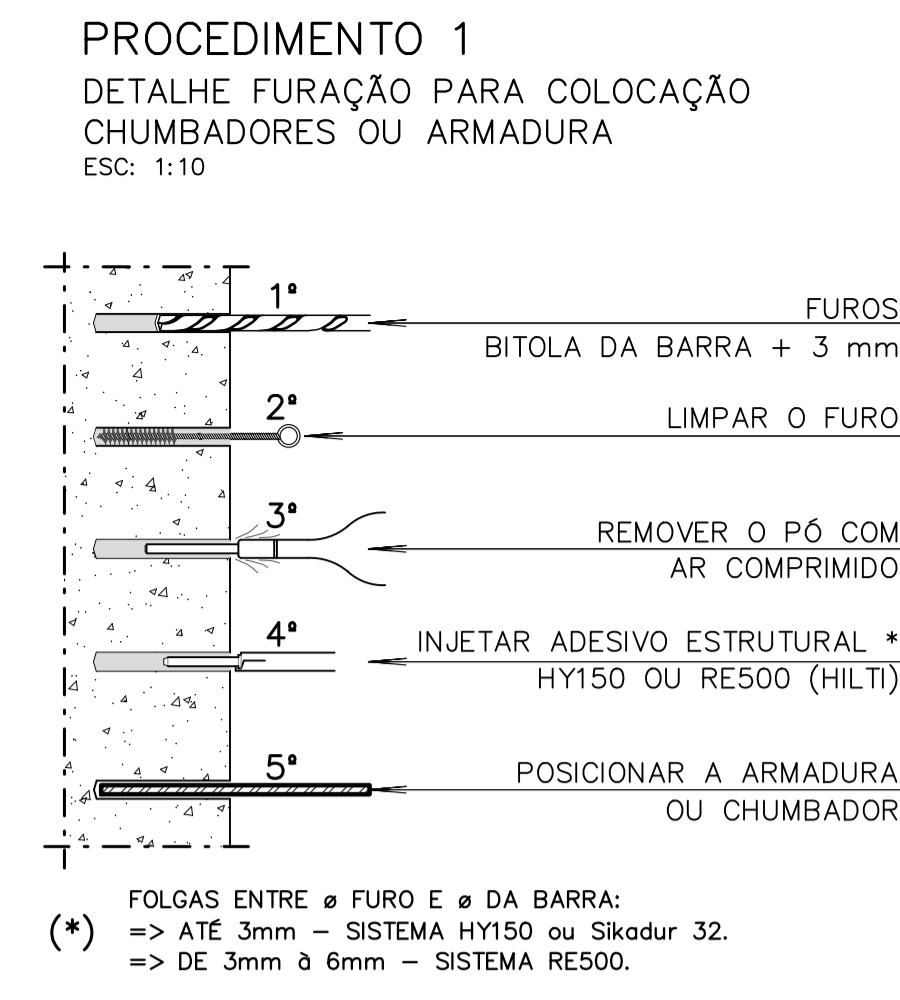 PROCEDIMENTO 1
DETALHE FURAÇÃO PARA COLOCAÇÃO
CHUMBADORES OU ARMADURA
ESC: 1:10
1º
FUROS
BITOLA DA BARRA + 3 mm
2º
LIMPAR O FURO
3º
REMOVER O PÓ COM
AR COMPRIMIDO
4º
INJETAR ADESIVO ESTRUTURAL *
HY150 OU RE500 (HILTI)
5º
POSICIONAR A ARMADURA
OU CHUMBADOR
FOLGAS ENTRE ø FURO E ø DA BARRA:
(*) => ATÉ 3mm – SISTEMA HY150 ou Sikadur 32.
=> DE 3mm à 6mm – SISTEMA RE500.